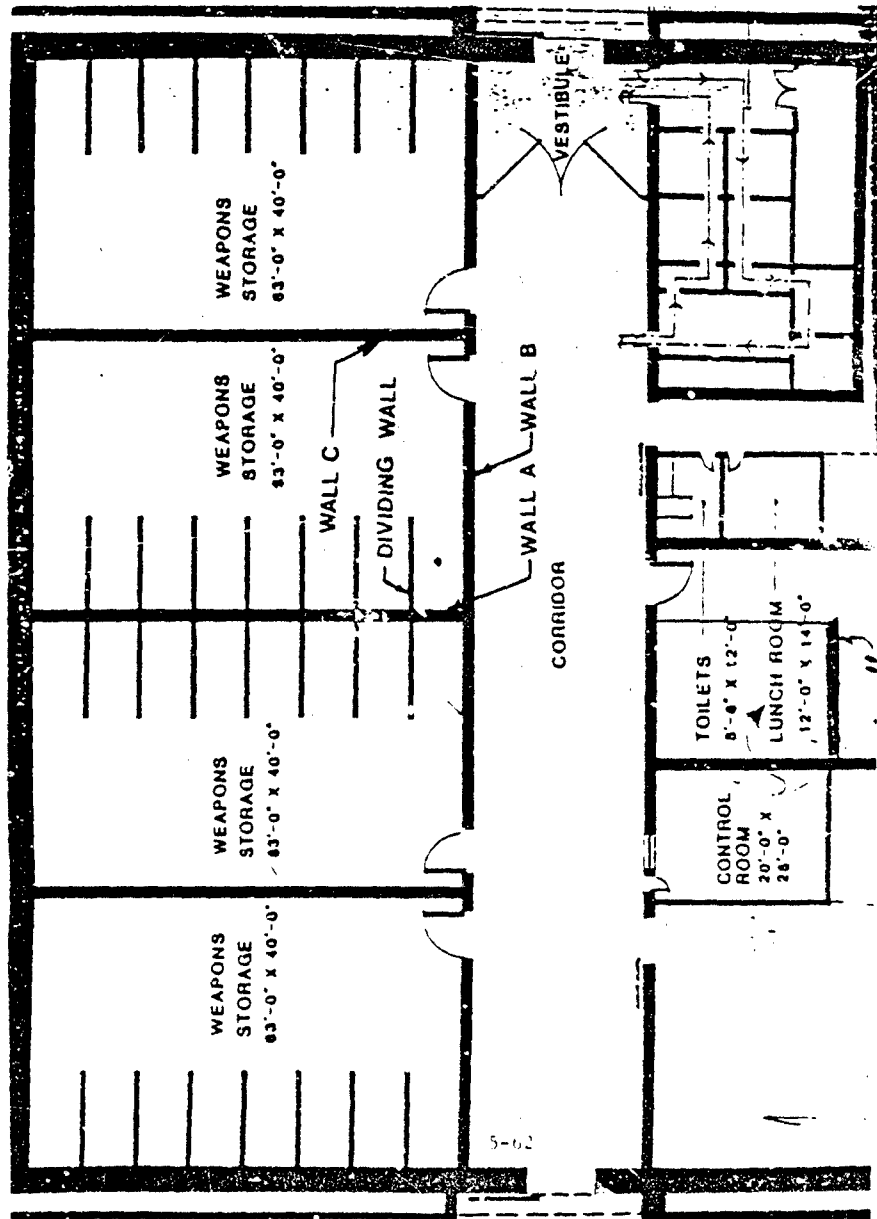 WEAPONS
STORAGE
63'-0" X 40'-0"
WEAPONS
STORAGE
63'-0" X 40'-0"
WEAPONS
STORAGE
63'-0" X 40'-0"
WEAPONS
STORAGE
63'-0" X 40'-0"
WALL C
DIVIDING WALL
WALL A
WALL B
CORRIDOR
VESTIBULE
CONTROL
ROOM
20'-0" X
26'-0"
TOILETS
X 12'-0"
LUNCH ROOM
12'-0" X 14'-0"
5-62